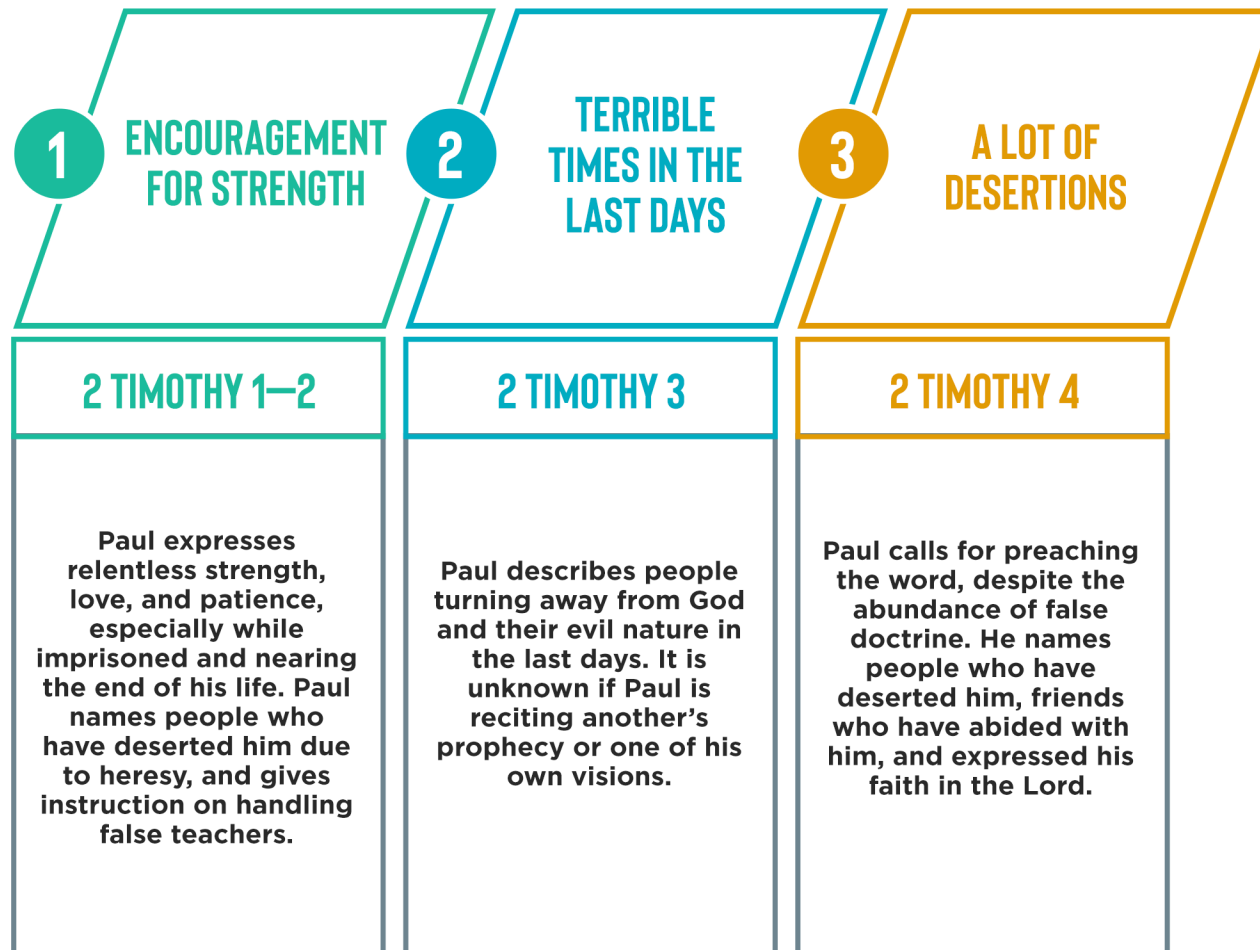 1
ENCOURAGEMENT
FOR STRENGTH
2
TERRIBLE
TIMES IN THE
LAST DAYS
3
A LOT OF
DESERTIONS
2 TIMOTHY 1—2
Paul expresses
relentless strength,
love, and patience,
especially while
imprisoned and nearing
the end of his life. Paul
names people who
have deserted him due
to heresy, and gives
instruction on handling
false teachers.
2 TIMOTHY 3
Paul describes people
turning away from God
and their evil nature in
the last days. It is
unknown if Paul is
reciting another’s
prophecy or one of his
own visions.
2 TIMOTHY 4
Paul calls for preaching
the word, despite the
abundance of false
doctrine. He names
people who have
deserted him, friends
who have abided with
him, and expressed his
faith in the Lord.